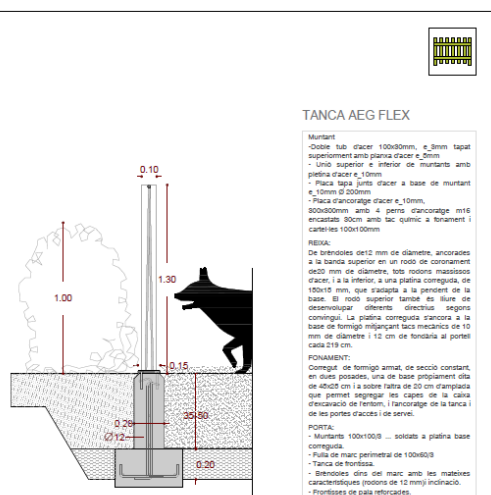 TANCA AEG FLEX
Muntant
-Doble tub d'acer 100x80mm, e_8mm tapat
superiorment amb planxa d'acer e_5mm
- Unió superior e inferior de muntants amb
pletina d'acer e_10mm
- Placa tapa junts d'acer a base de muntant
e_10mm Ø 200mm
- Placa d'ancoratge d'acer e_10mm,
300x300mm amb 4 perns d'ancoratge m16
encastats 30cm tac químic a fonament i
cartel·les 100x100mm
REIXA:
De brèndoles de12 mm de diàmetre, ancorades
a la banda superior en un rodó de coronament
de20 mm de diàmetre, tots rodons massissos
d'acer, i a la inferior, a una platina correguda, de
150x15 mm, que s'adapta a la pendent de la
base. El rodó superior també és lliure de
desenvolupar diferents directrius segons
convingui. La platina correguda s'ancora a la
base de formigó mitjançant tacs mecànics de 10
mm de diàmetre i 12 cm de fondària al portell
cada 219 cm.
FONAMENT:
Corregut de formigó armat, de secció constant,
en dues posades, una de base pròpiament dita
de 45x25 cm i a sobre l'altra de 20 cm d'amplada
que permet segregar les capes de la caixa
d'excavació de l'entorn, i l'ancoratge de la tanca i
de les portes d'accés i de servei.
PORTA:
- Muntants 100x100/8 ... soldats a platina base
correguda.
- Fulla de marc perimetral de 100x60/3
- Tanca de frontissa.
- Brèndoles dins del marc amb les mateixes
característiques (rodons de 12 mm)i inclinació.
- Frontisses de pala reforçades.
0.10
1.30
1.00
0.15
0.28
35-50
Ø12
0.20